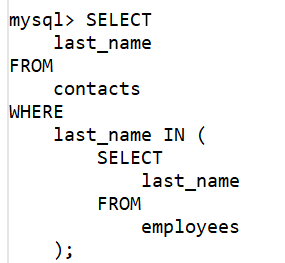 mysql> SELECT
    last_name
FROM
    contacts
WHERE
    last_name IN (
        SELECT
            last_name
        FROM
            employees
    );